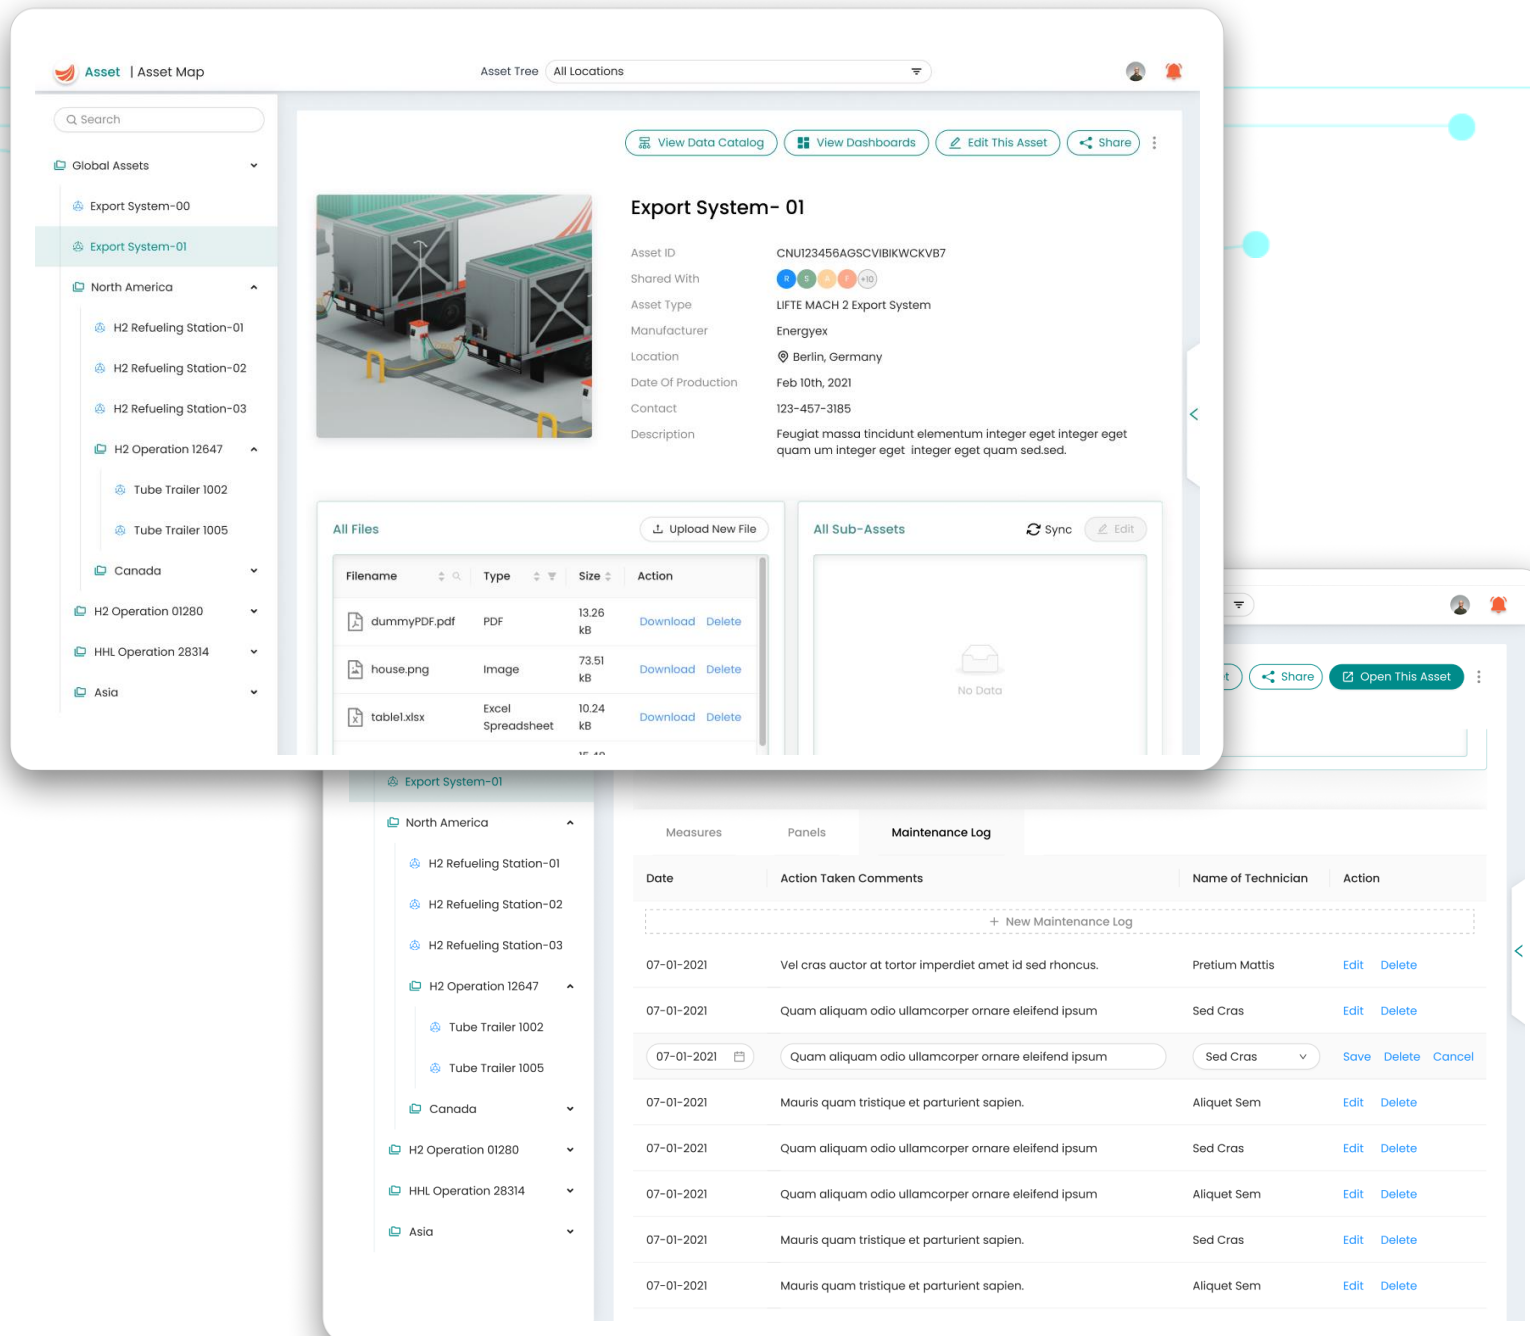 Asset | Asset Map
Asset Tree All Locations
Search
Global Assets
Export System-00
Export System-01
North America
H2 Refueling Station-01
H2 Refueling Station-02
H2 Refueling Station-03
H2 Operation 12647
Tube Trailer 1002
Tube Trailer 1005
Canada
H2 Operation 01280
HHL Operation 28314
Asia
View Data Catalog View Dashboards Edit This Asset Share
Export System- 01
Asset ID CNU123456AGSCVIBIKWCKVB7
Shared With R S A F +10
Asset Type LIFTE MACH 2 Export System
Manufacturer Energyex
Location Berlin, Germany
Date Of Production Feb 10th, 2021
Contact 123-457-3185
Description Feugiat massa tincidunt elementum integer eget integer eget
quam um integer eget integer eget quam sed.sed.
All Files Upload New File
Filename Type Size Action
dummyPDF.pdf PDF 13.26 kB Download Delete
house.png Image 73.51 kB Download Delete
table1.xlsx Excel Spreadsheet 10.24 kB Download Delete
All Sub-Assets Sync Edit
No Data
Share Open This Asset
Export System-01
North America
H2 Refueling Station-01
H2 Refueling Station-02
H2 Refueling Station-03
H2 Operation 12647
Tube Trailer 1002
Tube Trailer 1005
Canada
H2 Operation 01280
HHL Operation 28314
Asia
Measures Panels Maintenance Log
Date Action Taken Comments Name of Technician Action
+ New Maintenance Log
07-01-2021 Vel cras auctor at tortor imperdiet amet id sed rhoncus. Pretium Mattis Edit Delete
07-01-2021 Quam aliquam odio ullamcorper ornare eleifend ipsum Sed Cras Edit Delete
07-01-2021 Quam aliquam odio ullamcorper ornare eleifend ipsum Sed Cras Save Delete Cancel
07-01-2021 Mauris quam tristique et parturient sapien. Aliquet Sem Edit Delete
07-01-2021 Quam aliquam odio ullamcorper ornare eleifend ipsum Sed Cras Edit Delete
07-01-2021 Quam aliquam odio ullamcorper ornare eleifend ipsum Aliquet Sem Edit Delete
07-01-2021 Mauris quam tristique et parturient sapien. Sed Cras Edit Delete
07-01-2021 Mauris quam tristique et parturient sapien. Aliquet Sem Edit Delete